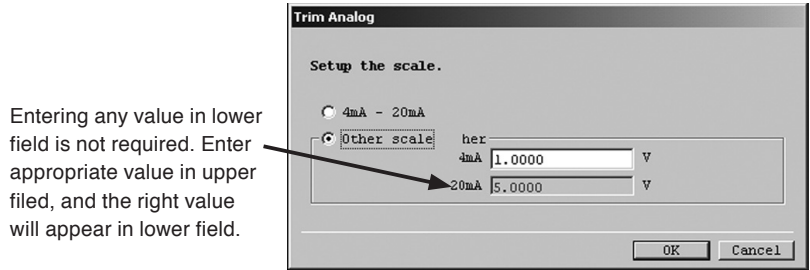 Entering any value in lower
field is not required. Enter
appropriate value in upper
filed, and the right value
will appear in lower field.
Trim Analog
Setup the scale.
4mA - 20mA
Other scale her
4mA 1.0000 V
20mA 5.0000 V
OK Cancel